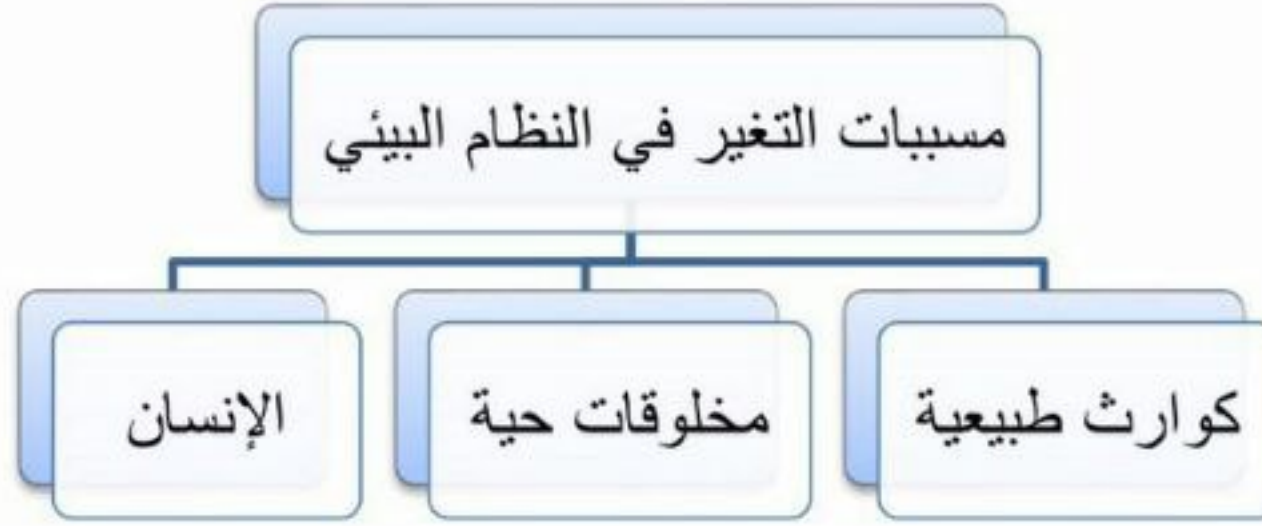 مسببات التغير في النظام البيئي
كوارث طبيعية
مخلوقات حية
الإنسان